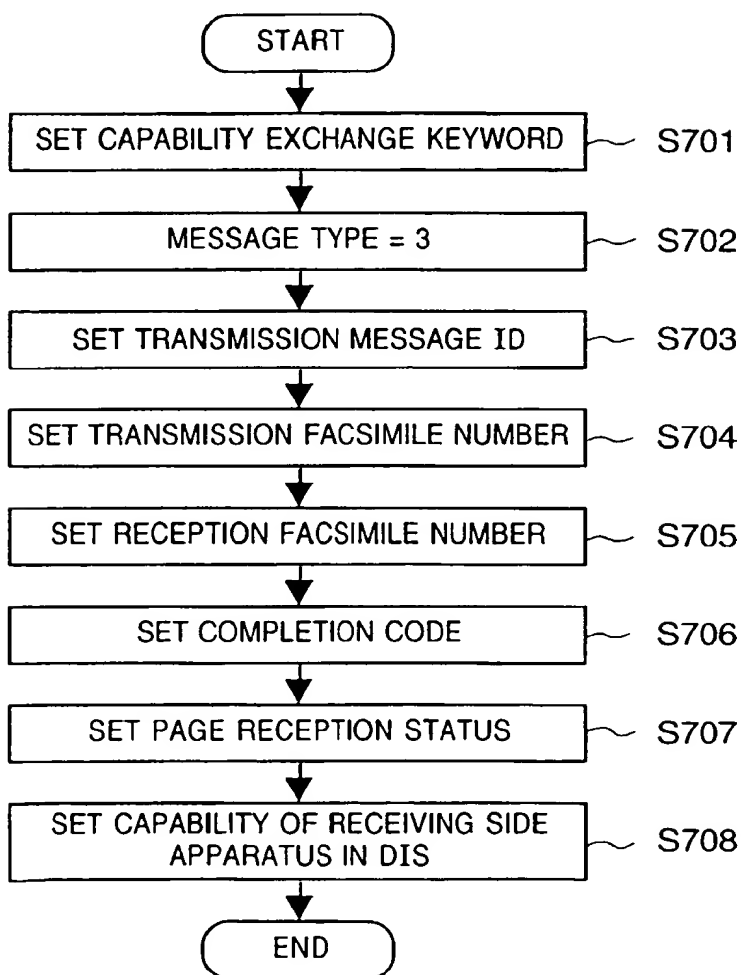 START
SET CAPABILITY EXCHANGE KEYWORD S701
MESSAGE TYPE = 3 S702
SET TRANSMISSION MESSAGE ID S703
SET TRANSMISSION FACSIMILE NUMBER S704
SET RECEPTION FACSIMILE NUMBER S705
SET COMPLETION CODE S706
SET PAGE RECEPTION STATUS S707
SET CAPABILITY OF RECEIVING SIDE
APPARATUS IN DIS S708
END